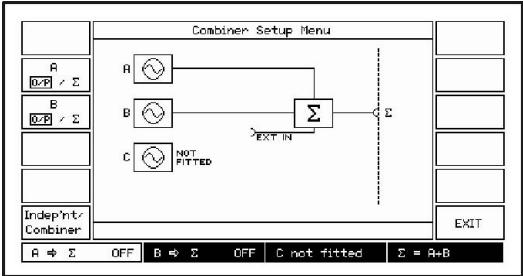 Combiner Setup Menu
A
O/P / Σ
B
O/P / Σ
Indep'nt/
Combiner
A
B
C
NOT
FITTED
EXT IN
Σ
Σ
EXIT
A ⇒ Σ OFF
B ⇒ Σ OFF
C not fitted
Σ = A+B